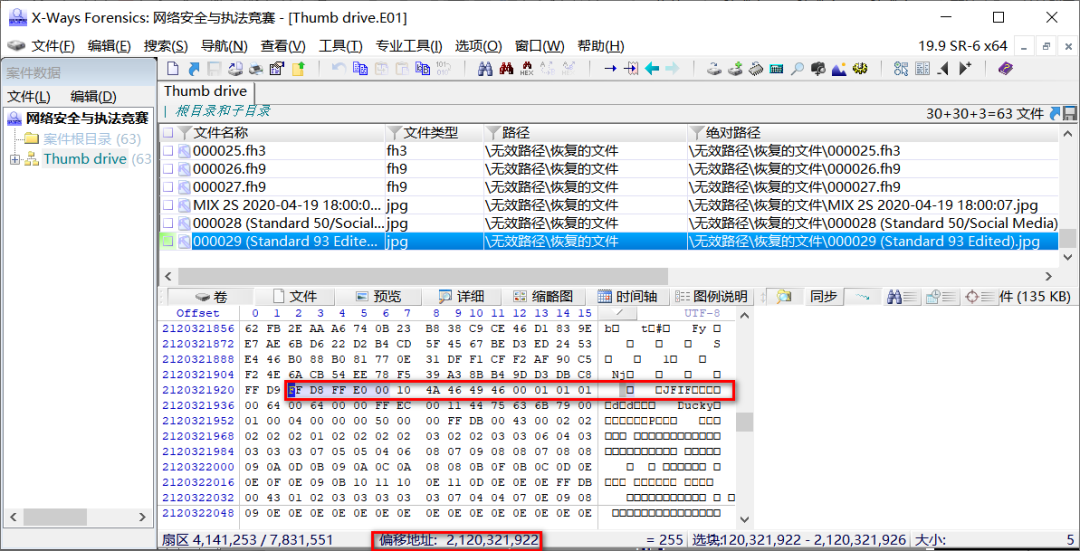 X-Ways Forensics: 网络安全与执法竞赛 - [Thumb drive.E01]
文件(F) 编辑(E) 搜索(S) 导航(N) 查看(V) 工具(T) 专业工具(I) 选项(O) 窗口(W) 帮助(H) 19.9 SR-6 x64
案件数据
文件(L) 编辑(D)
网络安全与执法竞赛
案件根目录 (63)
Thumb drive (63
Thumb drive
根目录和子目录 30+30+3=63 文件
文件名称 文件类型 路径 绝对路径
000025.fh3 fh3 \无效路径\恢复的文件 \无效路径\恢复的文件\000025.fh3
000026.fh9 fh9 \无效路径\恢复的文件 \无效路径\恢复的文件\000026.fh9
000027.fh9 fh9 \无效路径\恢复的文件 \无效路径\恢复的文件\000027.fh9
MIX 2S 2020-04-19 18:00:0... jpg \无效路径\恢复的文件 \无效路径\恢复的文件\MIX 2S 2020-04-19 18:00:07.jpg
000028 (Standard 50/Social... jpg \无效路径\恢复的文件 \无效路径\恢复的文件\000028 (Standard 50/Social Media)
000029 (Standard 93 Edite... jpg \无效路径\恢复的文件 \无效路径\恢复的文件\000029 (Standard 93 Edited).jpg
卷 文件 预览 详细 缩略图 时间轴 图例说明 同步 件 (135 KB)
Offset 0 1 2 3 4 5 6 7 8 9 10 11 12 13 14 15 UTF-8
2120321856 62 FB 2E AA A6 74 0B 23 B8 38 C9 CE 46 D1 83 9E
2120321872 E7 AE 6B D6 22 D2 B4 CD 5F 45 67 BE D3 ED 24 53
2120321888 E4 46 B0 88 B0 81 77 0E 31 DF F1 CF F2 AF 90 C5
2120321904 F2 4E 6A CB 54 EE 78 F5 39 A3 8B B4 9D D3 DB C8
2120321920 FF D9 FF D8 FF E0 00 10 4A 46 49 46 00 01 01 01 JFIF
2120321936 00 64 00 64 00 00 FF EC 00 11 44 75 63 6B 79 00 Ducky
2120321952 01 00 04 00 00 00 50 00 00 FF DB 00 43 00 02 02
2120321968 02 02 02 01 02 02 02 02 03 02 02 03 03 06 04 03
2120321984 03 03 03 07 05 05 04 06 08 07 09 08 08 07 08 08
2120322000 09 0A 0D 0B 09 0A 0C 0A 08 08 0B 0F 0B 0C 0D 0E
2120322016 0E 0F 0E 09 0B 10 11 10 0E 11 0D 0E 0E 0E FF DB
2120322032 00 43 01 02 03 03 03 03 03 07 04 04 07 0E 09 08
2120322048 09 0E 0E 0E 0E 0E 0E 0E 0E 0E 0E 0E 0E 0E 0E 0E
扇区 4,141,253 / 7,831,551 偏移地址: 2,120,321,922 = 255 选块:120,321,922 - 2,120,321,926 大小: 5